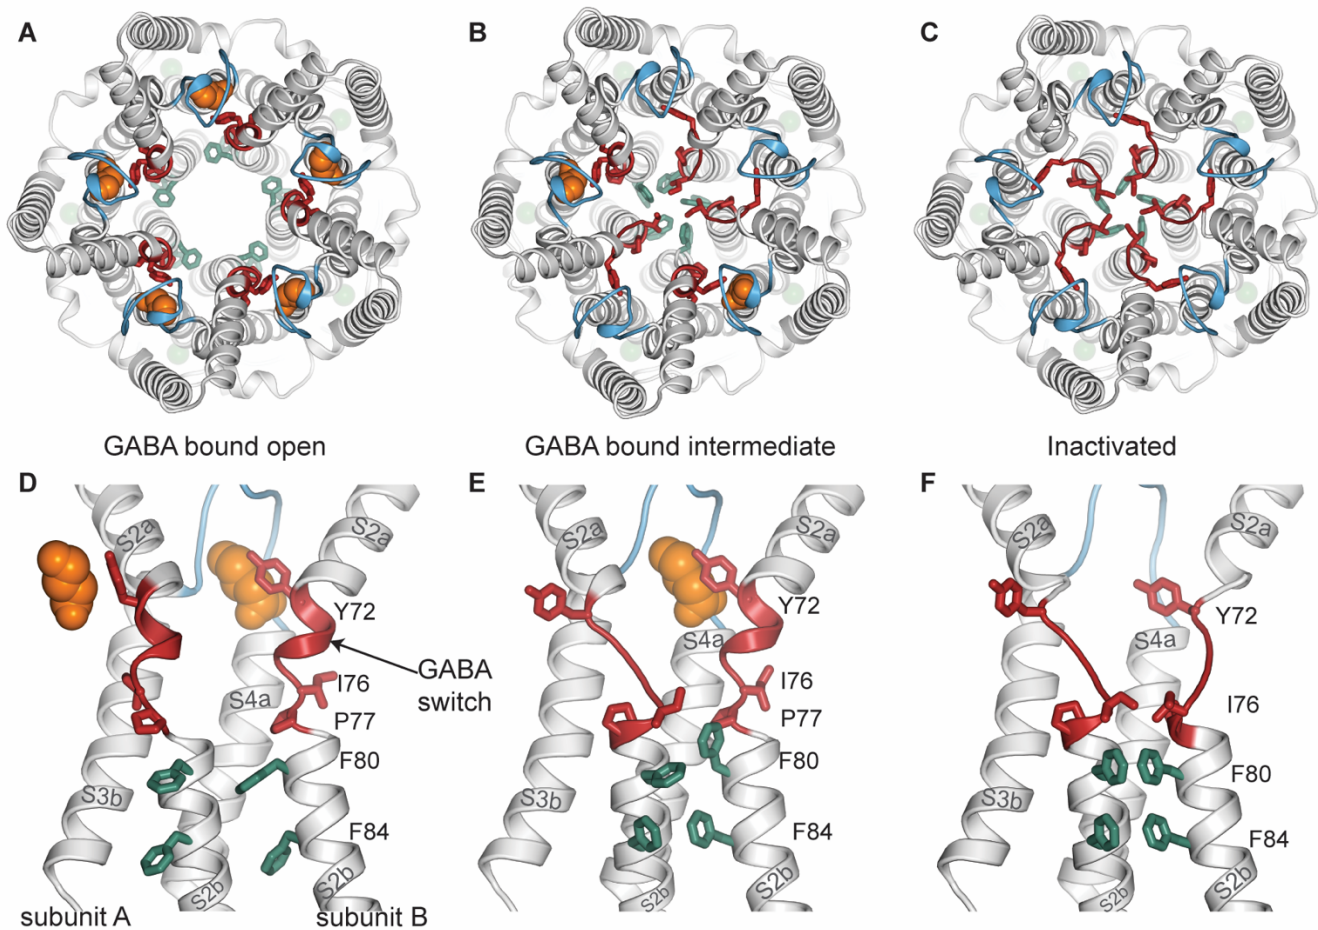 A
B
C
GABA bound open
GABA bound intermediate
Inactivated
D
E
F
S2a
S2a
Y72
S4a
I76
GABA
switch
P77
F80
S3b
F84
S2b
S2b
subunit A
subunit B
S2a
S2a
Y72
S4a
I76
P77
F80
S3b
F84
S2b
S2b
S2a
S2a
Y72
S4a
I76
F80
S3b
F84
S2b
S2b